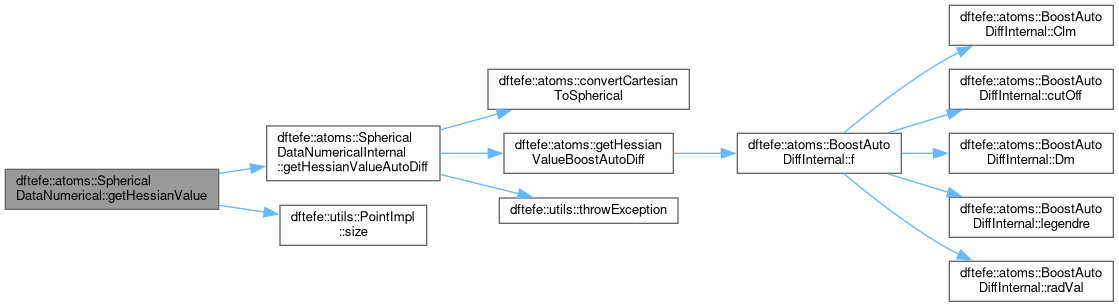 dftefe::atoms::Spherical
DataNumerical::getHessianValue
dftefe::atoms::Spherical
DataNumericalInternal
::getHessianValueAutoDiff
dftefe::utils::PointImpl
::size
dftefe::atoms::convertCartesian
ToSpherical
dftefe::atoms::getHessian
ValueBoostAutoDiff
dftefe::utils::throwException
dftefe::atoms::BoostAuto
DiffInternal::f
dftefe::atoms::BoostAuto
DiffInternal::Clm
dftefe::atoms::BoostAuto
DiffInternal::cutOff
dftefe::atoms::BoostAuto
DiffInternal::Dm
dftefe::atoms::BoostAuto
DiffInternal::legendre
dftefe::atoms::BoostAuto
DiffInternal::radVal